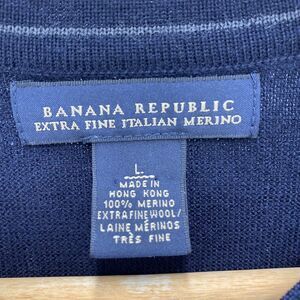 BANANA REPUBLIC
EXTRA FINE ITALIAN MERINO
L
MADE IN
HONG KONG
100% MERINO
EXTRAFINE WOOL/
LAINE MÉRINOS
TRÈS FINE